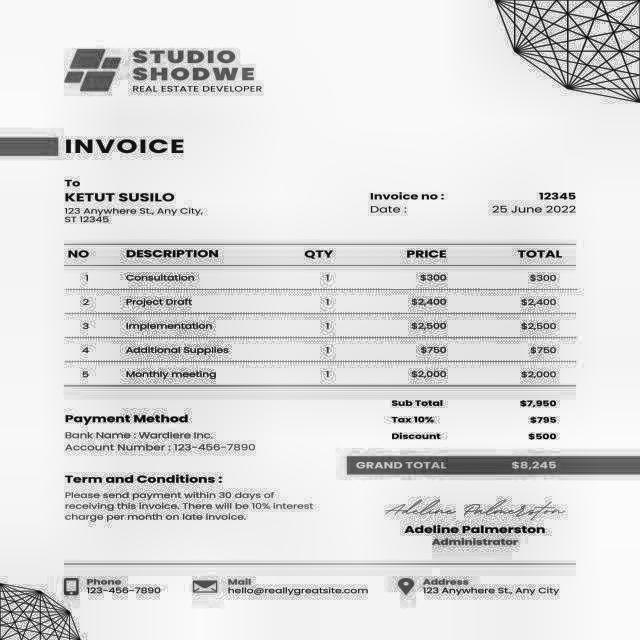 STUDIO
SHODWE
REAL ESTATE DEVELOPER
INVOICE
To
KETUT SUSILO
123 Anywhere St., Any City,
ST 12345
Invoice no : 12345
Date : 25 June 2022
NO DESCRIPTION QTY PRICE TOTAL
1 Consultation 1 $300 $300
2 Project Draft 1 $2,400 $2,400
3 Implementation 1 $2,500 $2,500
4 Additional Supplies 1 $750 $750
5 Monthly meeting 1 $2,000 $2,000
Sub Total $7,950
Tax 10% $795
Discount $500
GRAND TOTAL $8,245
Payment Method
Bank Name : Wardiere Inc.
Account Number : 123-456-7890
Term and Conditions :
Please send payment within 30 days of
receiving this invoice. There will be 10% interest
charge per month on late invoice.
Adeline Palmerston
Adeline Palmerston
Administrator
Phone
123-456-7890
Mail
hello@reallygreatsite.com
Address
123 Anywhere St., Any City